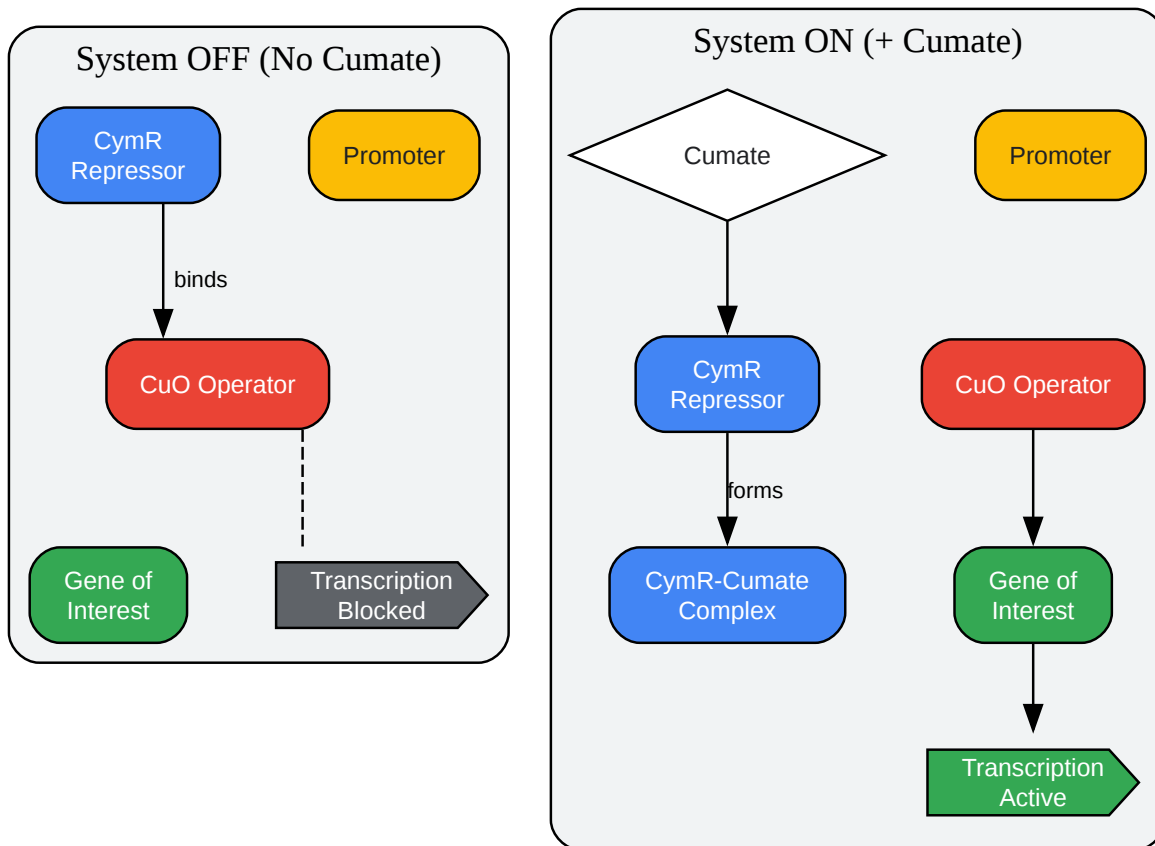 System OFF (No Cumate)
CymR
Repressor
Promoter
binds
CuO Operator
Gene of
Interest
Transcription
Blocked
System ON (+ Cumate)
Cumate
Promoter
CymR
Repressor
CuO Operator
forms
CymR-Cumate
Complex
Gene of
Interest
Transcription
Active